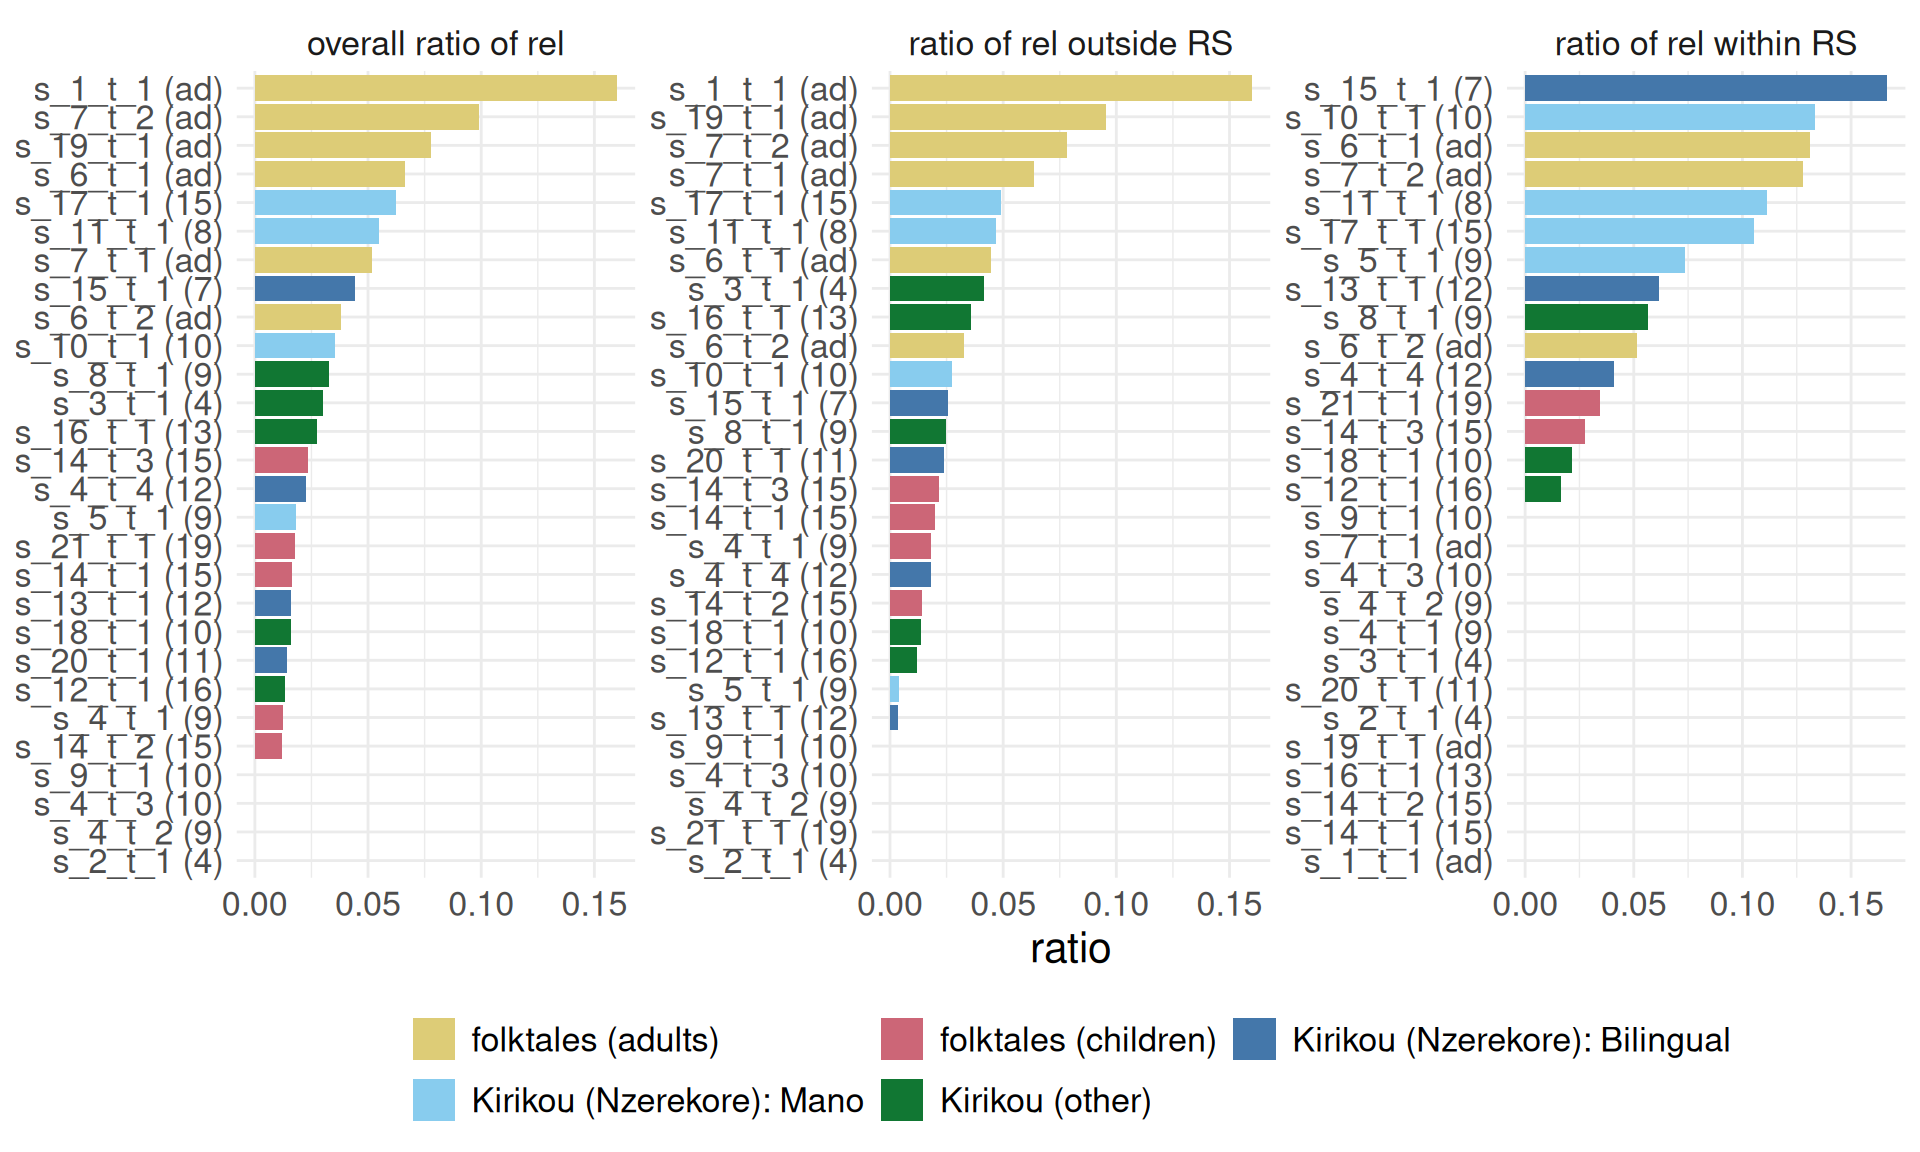 overall ratio of rel
s_1_t_1 (ad)
s_7_t_2 (ad)
s_19_t_1 (ad)
s_6_t_1 (ad)
s_17_t_1 (15)
s_11_t_1 (8)
s_7_t_1 (ad)
s_15_t_1 (7)
s_6_t_2 (ad)
s_10_t_1 (10)
s_8_t_1 (9)
s_3_t_1 (4)
s_16_t_1 (13)
s_14_t_3 (15)
s_4_t_4 (12)
s_5_t_1 (9)
s_21_t_1 (19)
s_14_t_1 (15)
s_13_t_1 (12)
s_18_t_1 (10)
s_20_t_1 (11)
s_12_t_1 (16)
s_4_t_1 (9)
s_14_t_2 (15)
s_9_t_1 (10)
s_4_t_3 (10)
s_4_t_2 (9)
s_2_t_1 (4)
0.00 0.05 0.10 0.15
ratio of rel outside RS
s_1_t_1 (ad)
s_19_t_1 (ad)
s_7_t_2 (ad)
s_7_t_1 (ad)
s_17_t_1 (15)
s_11_t_1 (8)
s_6_t_1 (ad)
s_3_t_1 (4)
s_16_t_1 (13)
s_6_t_2 (ad)
s_10_t_1 (10)
s_15_t_1 (7)
s_8_t_1 (9)
s_20_t_1 (11)
s_14_t_3 (15)
s_14_t_1 (15)
s_4_t_1 (9)
s_4_t_4 (12)
s_14_t_2 (15)
s_18_t_1 (10)
s_12_t_1 (16)
s_5_t_1 (9)
s_13_t_1 (12)
s_9_t_1 (10)
s_4_t_3 (10)
s_4_t_2 (9)
s_21_t_1 (19)
s_2_t_1 (4)
0.00 0.05 0.10 0.15
ratio of rel within RS
s_15_t_1 (7)
s_10_t_1 (10)
s_6_t_1 (ad)
s_7_t_2 (ad)
s_11_t_1 (8)
s_17_t_1 (15)
s_5_t_1 (9)
s_13_t_1 (12)
s_8_t_1 (9)
s_6_t_2 (ad)
s_4_t_4 (12)
s_21_t_1 (19)
s_14_t_3 (15)
s_18_t_1 (10)
s_12_t_1 (16)
s_9_t_1 (10)
s_7_t_1 (ad)
s_4_t_3 (10)
s_4_t_2 (9)
s_4_t_1 (9)
s_3_t_1 (4)
s_20_t_1 (11)
s_2_t_1 (4)
s_19_t_1 (ad)
s_16_t_1 (13)
s_14_t_2 (15)
s_14_t_1 (15)
s_1_t_1 (ad)
0.00 0.05 0.10 0.15
ratio
folktales (adults)
folktales (children)
Kirikou (Nzerekore): Bilingual
Kirikou (Nzerekore): Mano
Kirikou (other)